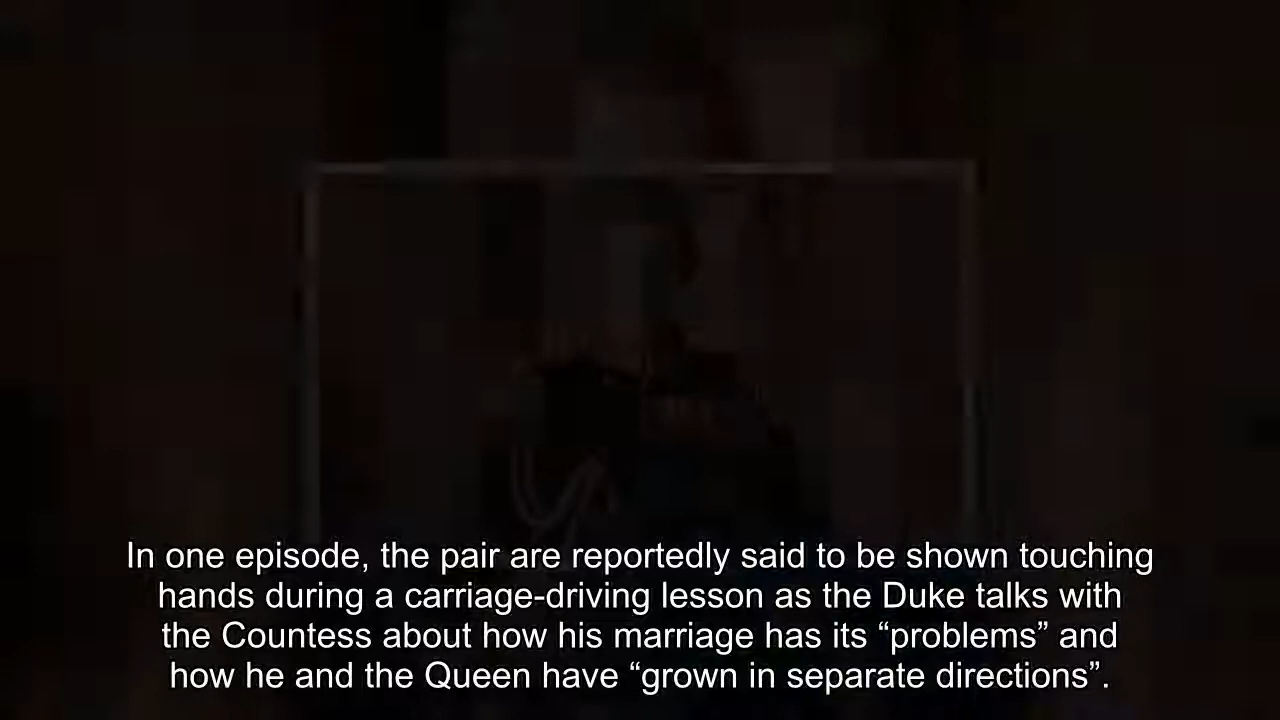 In one episode, the pair are reportedly said to be shown touching
hands during a carriage-driving lesson as the Duke talks with
the Countess about how his marriage has its “problems” and
how he and the Queen have “grown in separate directions”.